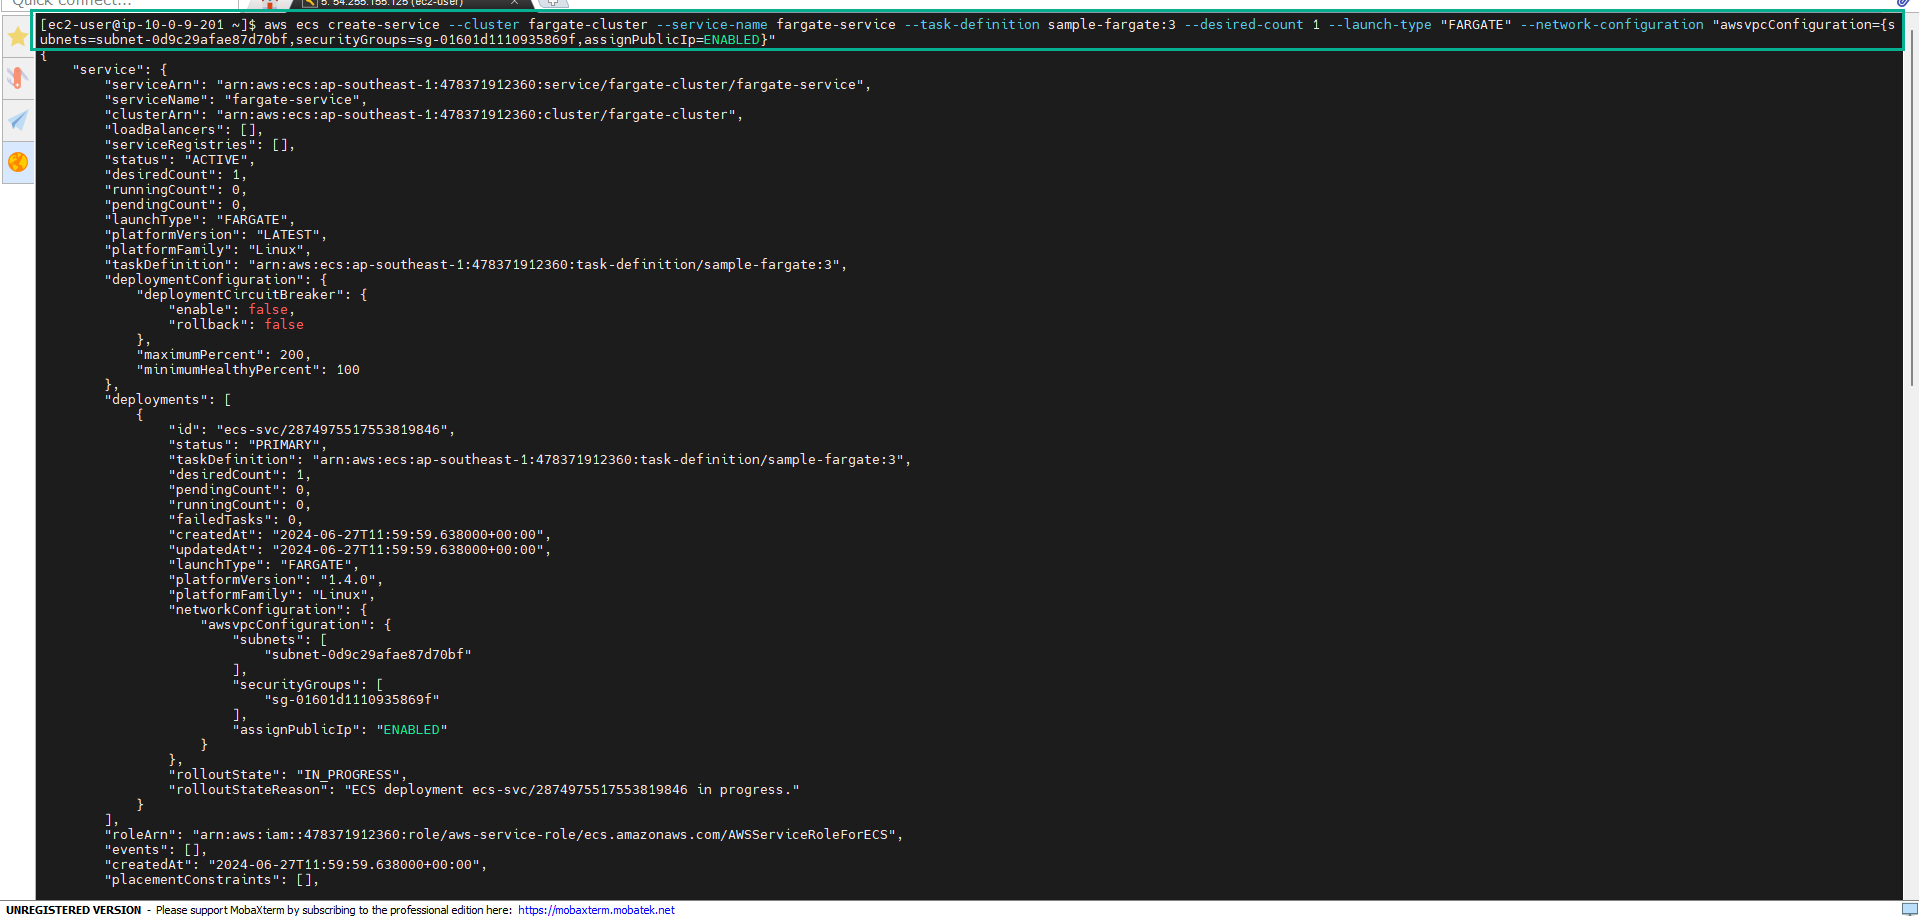 Quick connect...
5. 54.255.155.125 (ec2-user)
[ec2-user@ip-10-0-9-201 ~]$ aws ecs create-service --cluster fargate-cluster --service-name fargate-service --task-definition sample-fargate:3 --desired-count 1 --launch-type "FARGATE" --network-configuration "awsvpcConfiguration={s
ubnets=subnet-0d9c29afae87d70bf,securityGroups=sg-01601d1110935869f,assignPublicIp=ENABLED}"
{
    "service": {
        "serviceArn": "arn:aws:ecs:ap-southeast-1:478371912360:service/fargate-cluster/fargate-service",
        "serviceName": "fargate-service",
        "clusterArn": "arn:aws:ecs:ap-southeast-1:478371912360:cluster/fargate-cluster",
        "loadBalancers": [],
        "serviceRegistries": [],
        "status": "ACTIVE",
        "desiredCount": 1,
        "runningCount": 0,
        "pendingCount": 0,
        "launchType": "FARGATE",
        "platformVersion": "LATEST",
        "platformFamily": "Linux",
        "taskDefinition": "arn:aws:ecs:ap-southeast-1:478371912360:task-definition/sample-fargate:3",
        "deploymentConfiguration": {
            "deploymentCircuitBreaker": {
                "enable": false,
                "rollback": false
            },
            "maximumPercent": 200,
            "minimumHealthyPercent": 100
        },
        "deployments": [
            {
                "id": "ecs-svc/2874975517553819846",
                "status": "PRIMARY",
                "taskDefinition": "arn:aws:ecs:ap-southeast-1:478371912360:task-definition/sample-fargate:3",
                "desiredCount": 1,
                "pendingCount": 0,
                "runningCount": 0,
                "failedTasks": 0,
                "createdAt": "2024-06-27T11:59:59.638000+00:00",
                "updatedAt": "2024-06-27T11:59:59.638000+00:00",
                "launchType": "FARGATE",
                "platformVersion": "1.4.0",
                "platformFamily": "Linux",
                "networkConfiguration": {
                    "awsvpcConfiguration": {
                        "subnets": [
                            "subnet-0d9c29afae87d70bf"
                        ],
                        "securityGroups": [
                            "sg-01601d1110935869f"
                        ],
                        "assignPublicIp": "ENABLED"
                    }
                },
                "rolloutState": "IN_PROGRESS",
                "rolloutStateReason": "ECS deployment ecs-svc/2874975517553819846 in progress."
            }
        ],
        "roleArn": "arn:aws:iam::478371912360:role/aws-service-role/ecs.amazonaws.com/AWSServiceRoleForECS",
        "events": [],
        "createdAt": "2024-06-27T11:59:59.638000+00:00",
        "placementConstraints": [],
UNREGISTERED VERSION - Please support MobaXterm by subscribing to the professional edition here: https://mobaxterm.mobatek.net